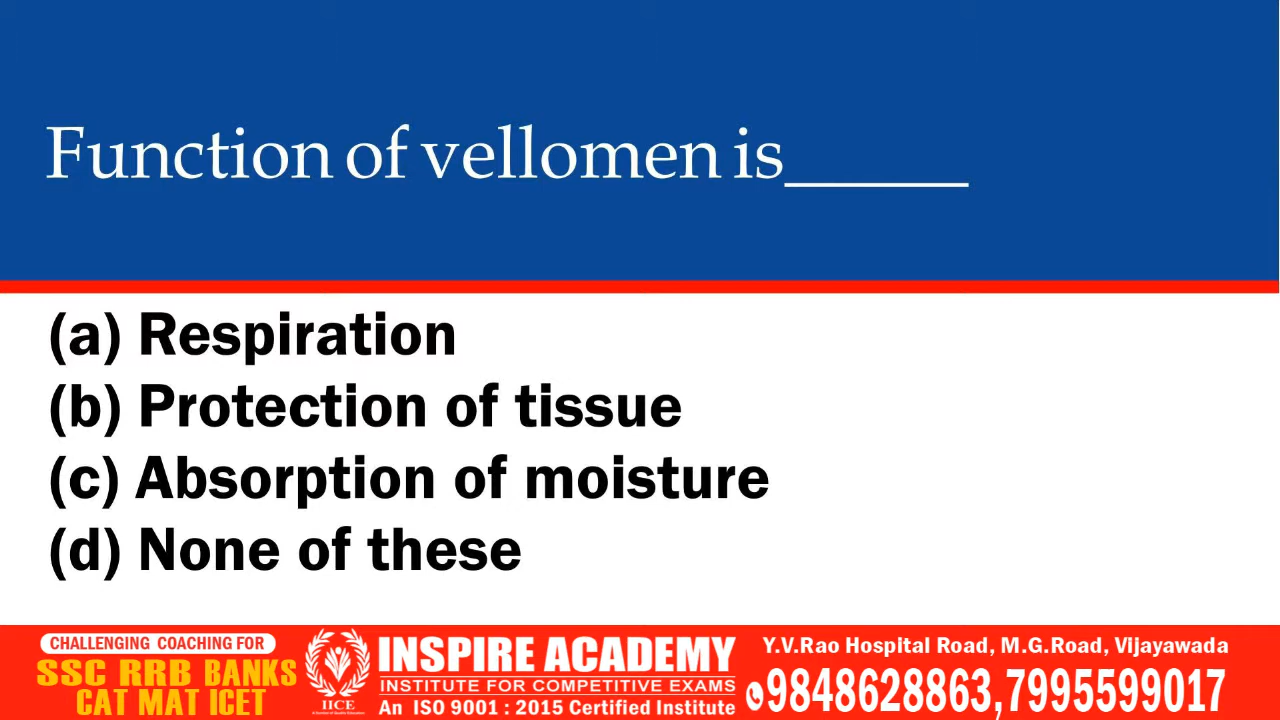 Function of vellomen is______
(a) Respiration
(b) Protection of tissue
(c) Absorption of moisture
(d) None of these
CHALLENGING COACHING FOR
SSC RRB BANKS
CAT MAT ICET
IICE
INSPIRE ACADEMY
INSTITUTE FOR COMPETITIVE EXAMS
An ISO 9001 : 2015 Certified Institute
Y.V.Rao Hospital Road, M.G.Road, Vijayawada
9848628863,7995599017